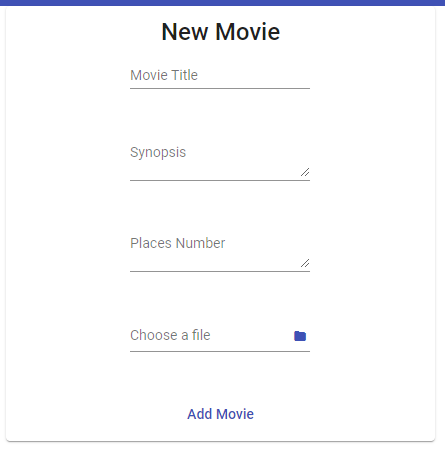 New Movie
Movie Title
Synopsis
Places Number
Choose a file
Add Movie